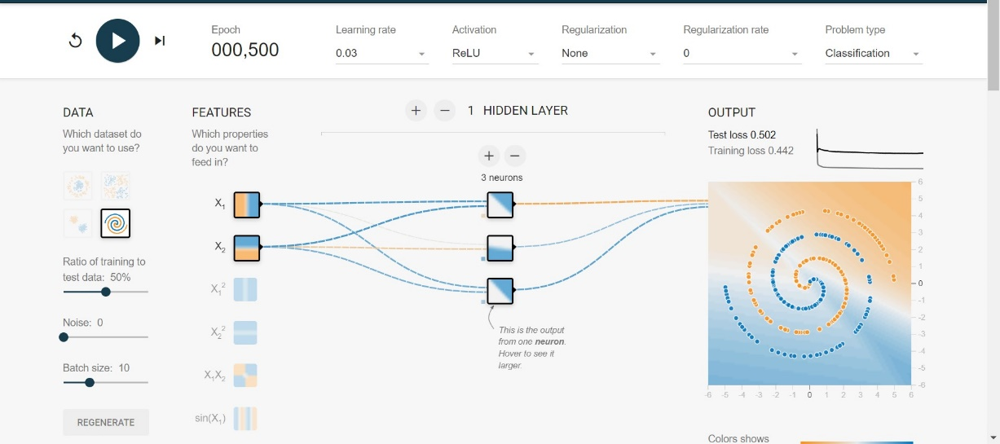 Epoch
000,500
Learning rate
0.03
Activation
ReLU
Regularization
None
Regularization rate
0
Problem type
Classification
DATA
Which dataset do
you want to use?
Ratio of training to
test data: 50%
Noise: 0
Batch size: 10
REGENERATE
FEATURES
Which properties
do you want to
feed in?
X₁
X₂
X₁²
X₂²
X₁X₂
sin(X₁)
+ − 1 HIDDEN LAYER
+ −
3 neurons
This is the output
from one neuron.
Hover to see it
larger.
OUTPUT
Test loss 0.502
Training loss 0.442
6
5
4
3
2
1
0
-1
-2
-3
-4
-5
-6
-6 -5 -4 -3 -2 -1 0 1 2 3 4 5 6
Colors shows